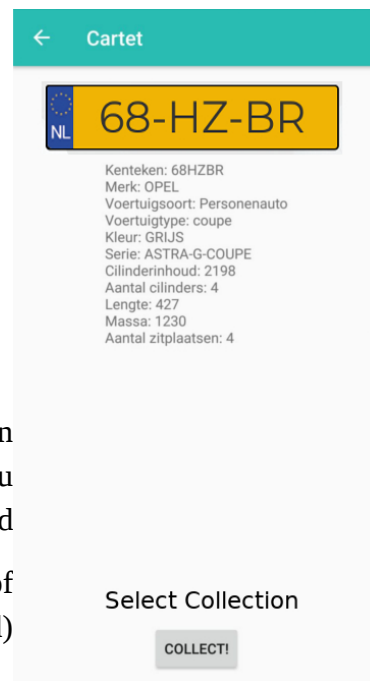 Cartet
NL 68-HZ-BR
Kenteken: 68HZBR
Merk: OPEL
Voertuigsoort: Personenauto
Voertuigtype: coupe
Kleur: GRIJS
Serie: ASTRA-G-COUPE
Cilinderinhoud: 2198
Aantal cilinders: 4
Lengte: 427
Massa: 1230
Aantal zitplaatsen: 4
Select Collection
COLLECT!